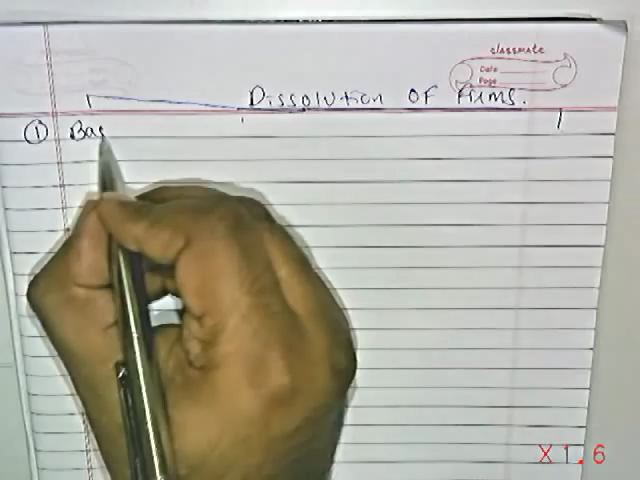 classmate
Date
Page
Dissolution OF Firms.
① Bas
X1.6